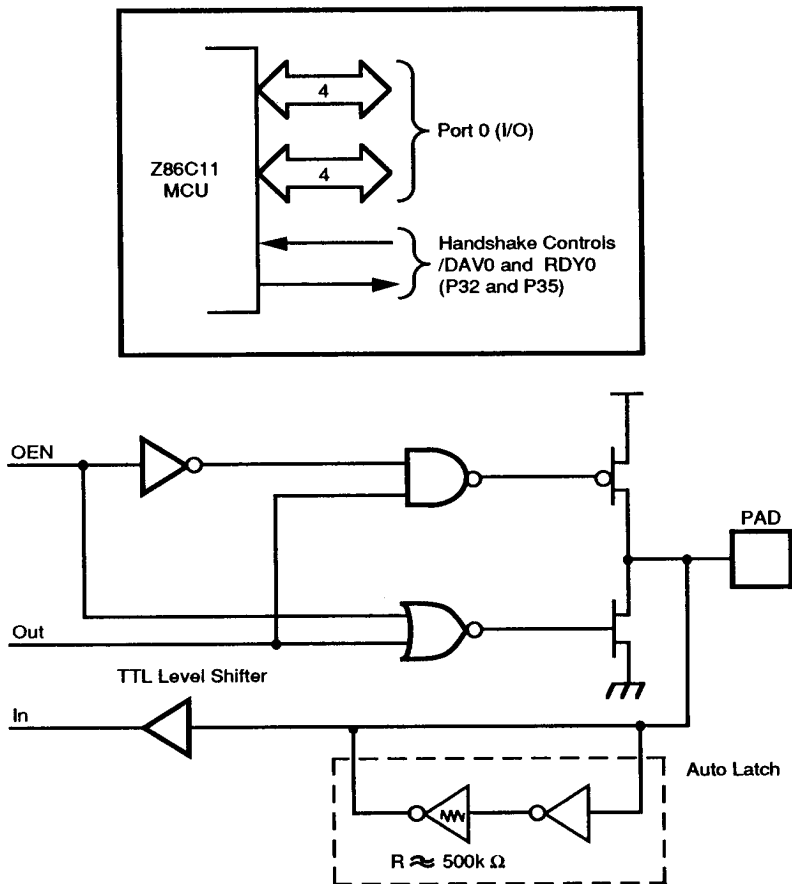 4
Port 0 (I/O)
Z86C11
MCU
4
Handshake Controls
/DAV0 and RDY0
(P32 and P35)
OEN
PAD
Out
TTL Level Shifter
In
Auto Latch
R ≈ 500k Ω